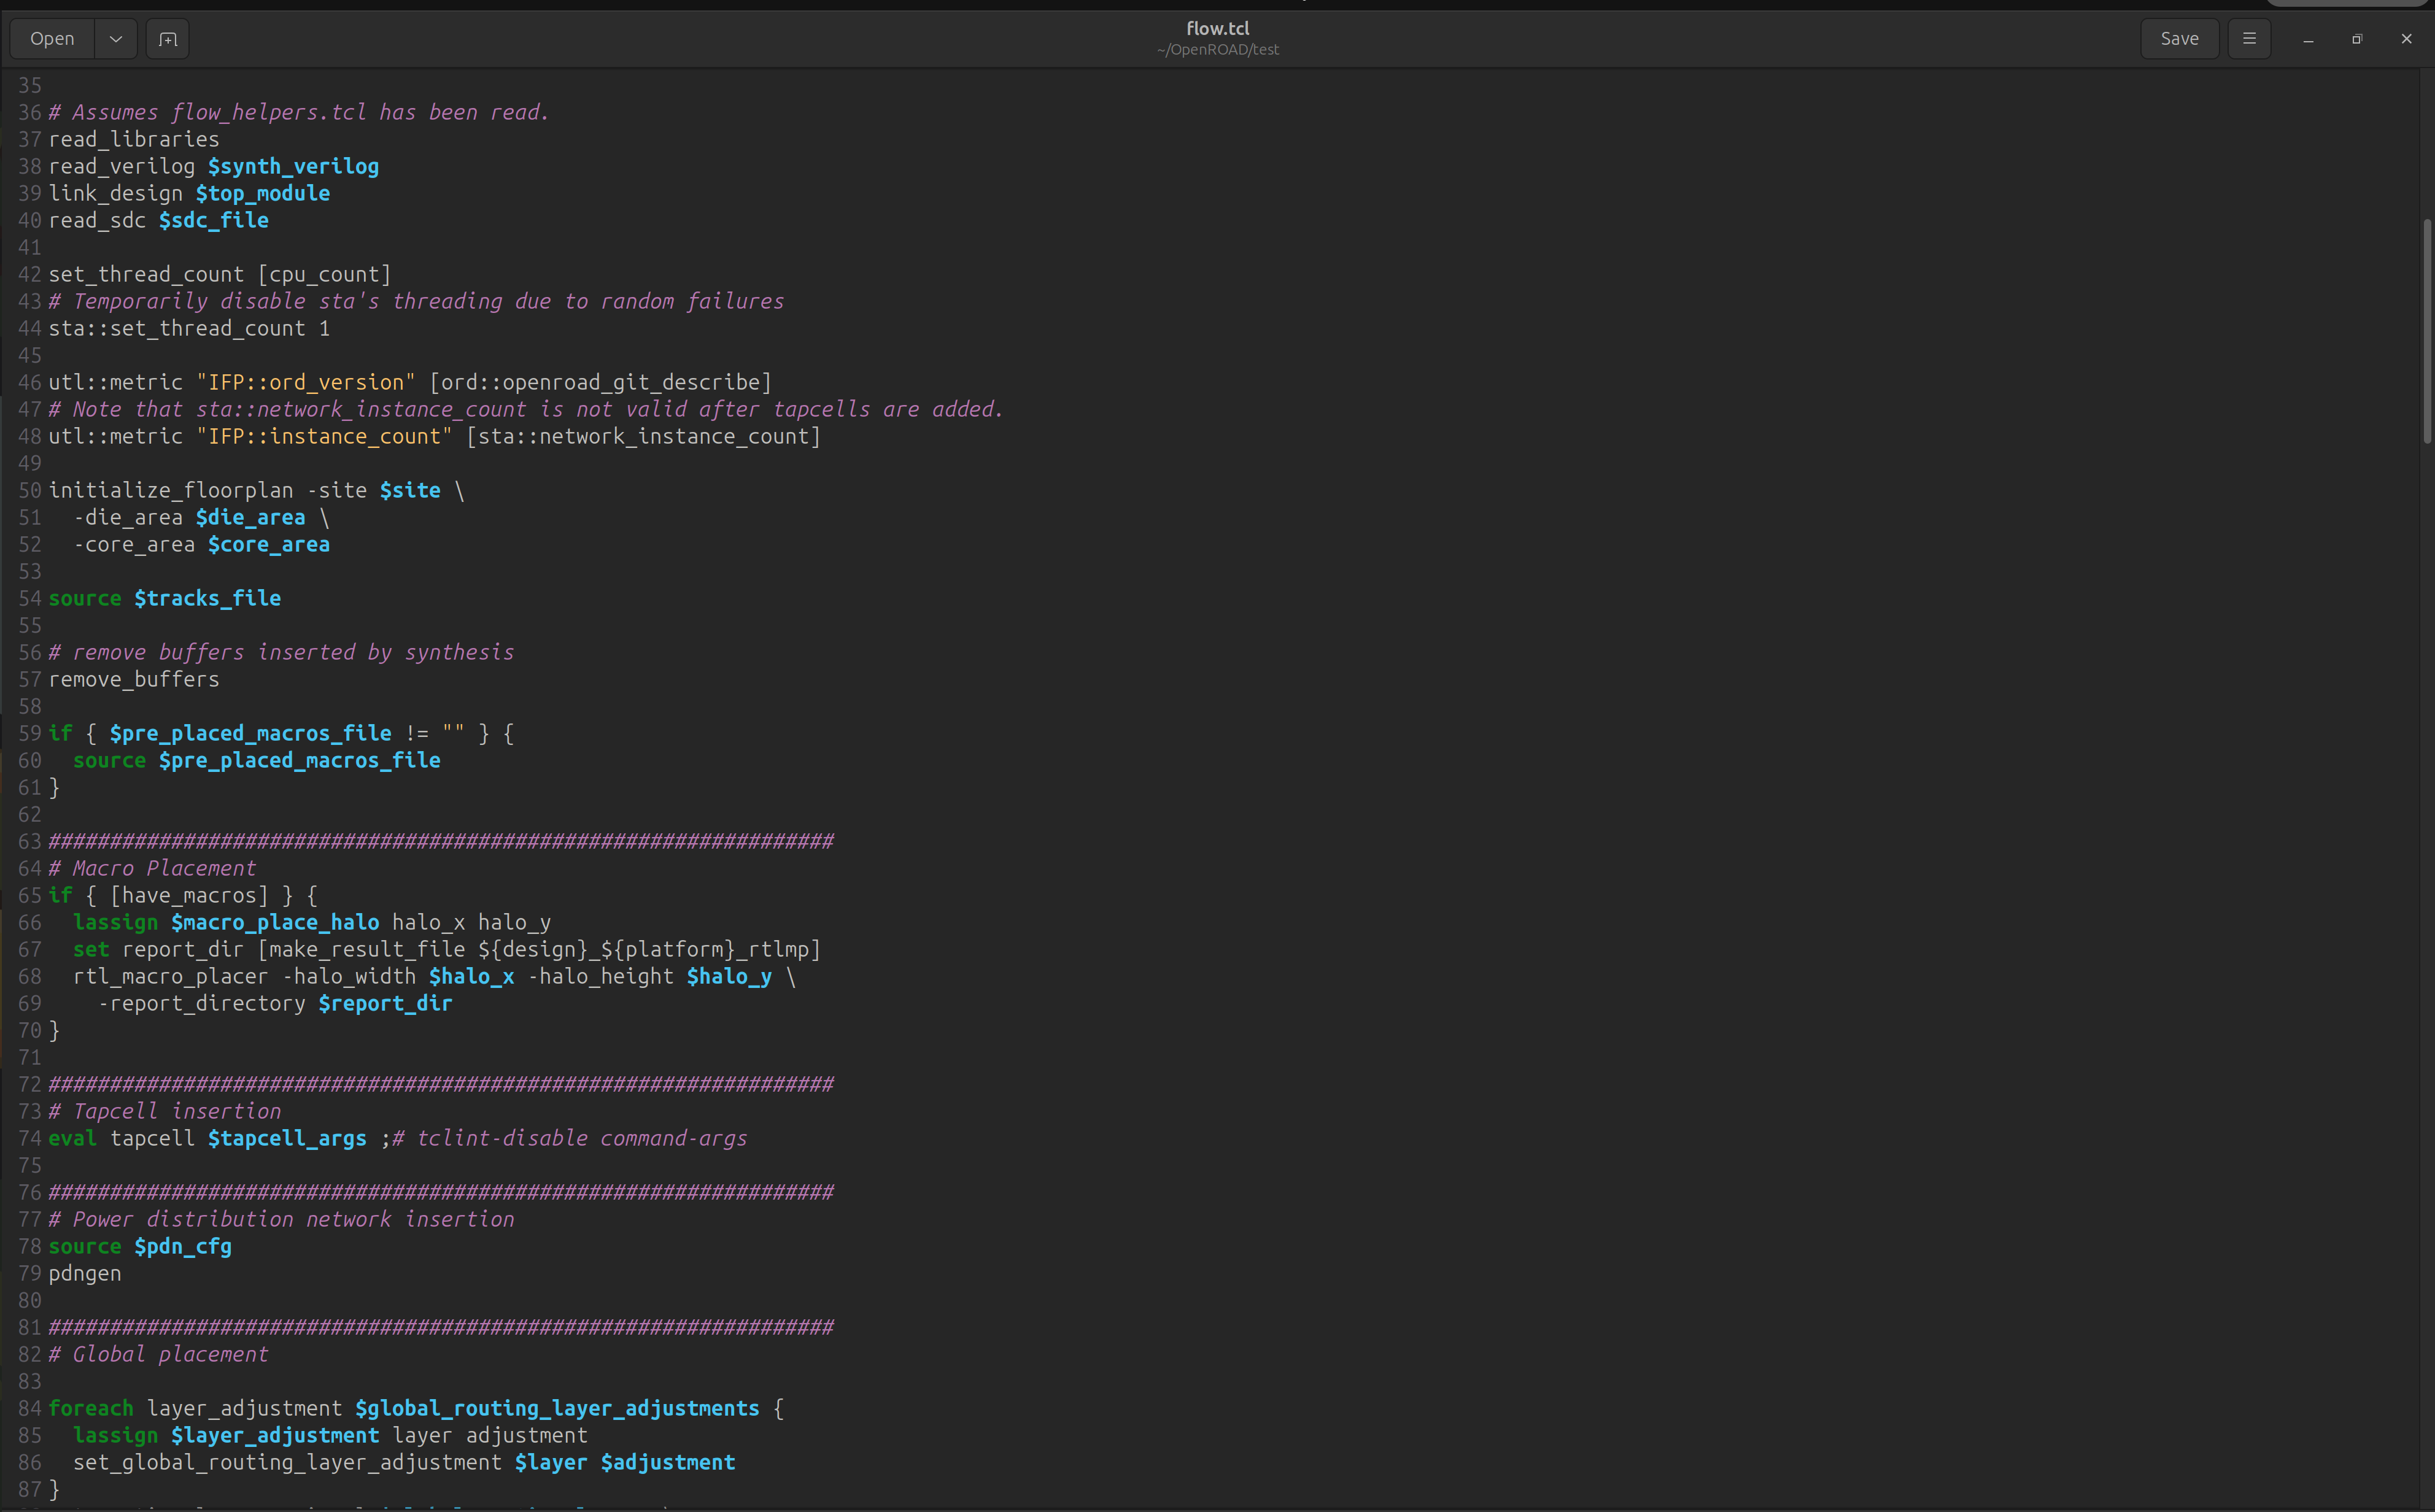 Open
flow.tcl
~/OpenROAD/test
Save
35
36 # Assumes flow_helpers.tcl has been read.
37 read_libraries
38 read_verilog $synth_verilog
39 link_design $top_module
40 read_sdc $sdc_file
41
42 set_thread_count [cpu_count]
43 # Temporarily disable sta's threading due to random failures
44 sta::set_thread_count 1
45
46 utl::metric "IFP::ord_version" [ord::openroad_git_describe]
47 # Note that sta::network_instance_count is not valid after tapcells are added.
48 utl::metric "IFP::instance_count" [sta::network_instance_count]
49
50 initialize_floorplan -site $site \
51   -die_area $die_area \
52   -core_area $core_area
53
54 source $tracks_file
55
56 # remove buffers inserted by synthesis
57 remove_buffers
58
59 if { $pre_placed_macros_file != "" } {
60   source $pre_placed_macros_file
61 }
62
63 ################################################################
64 # Macro Placement
65 if { [have_macros] } {
66   lassign $macro_place_halo halo_x halo_y
67   set report_dir [make_result_file ${design}_${platform}_rtlmp]
68   rtl_macro_placer -halo_width $halo_x -halo_height $halo_y \
69     -report_directory $report_dir
70 }
71
72 ################################################################
73 # Tapcell insertion
74 eval tapcell $tapcell_args ;# tclint-disable command-args
75
76 ################################################################
77 # Power distribution network insertion
78 source $pdn_cfg
79 pdngen
80
81 ################################################################
82 # Global placement
83
84 foreach layer_adjustment $global_routing_layer_adjustments {
85   lassign $layer_adjustment layer adjustment
86   set_global_routing_layer_adjustment $layer $adjustment
87 }